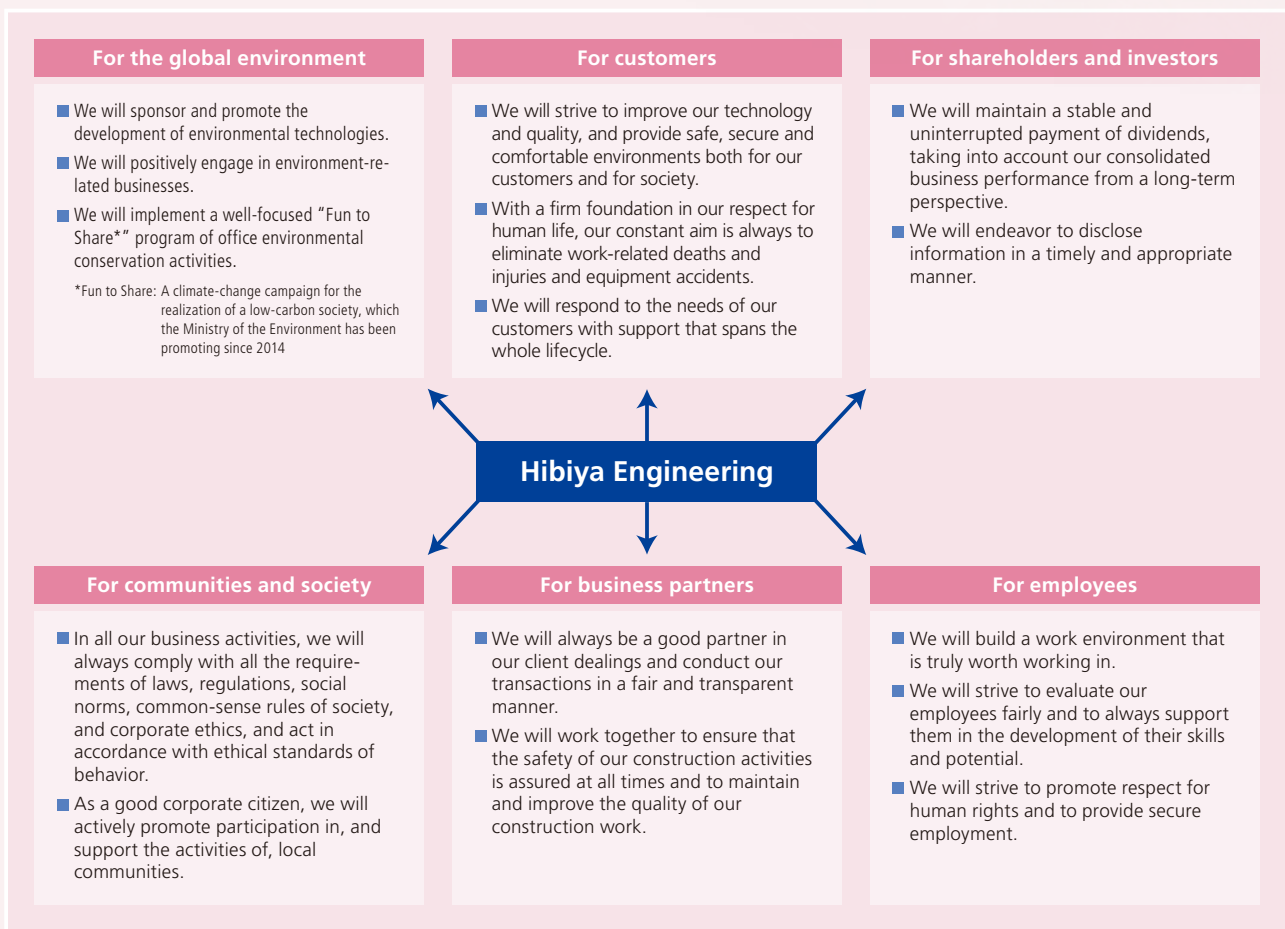 For the global environment
■ We will sponsor and promote the
development of environmental technologies.
■ We will positively engage in environment-re-
lated businesses.
■ We will implement a well-focused “Fun to
Share*” program of office environmental
conservation activities.
*Fun to Share: A climate-change campaign for the
realization of a low-carbon society, which
the Ministry of the Environment has been
promoting since 2014
For customers
■ We will strive to improve our technology
and quality, and provide safe, secure and
comfortable environments both for our
customers and for society.
■ With a firm foundation in our respect for
human life, our constant aim is always to
eliminate work-related deaths and
injuries and equipment accidents.
■ We will respond to the needs of our
customers with support that spans the
whole lifecycle.
For shareholders and investors
■ We will maintain a stable and
uninterrupted payment of dividends,
taking into account our consolidated
business performance from a long-term
perspective.
■ We will endeavor to disclose
information in a timely and appropriate
manner.
Hibiya Engineering
For communities and society
■ In all our business activities, we will
always comply with all the require-
ments of laws, regulations, social
norms, common-sense rules of society,
and corporate ethics, and act in
accordance with ethical standards of
behavior.
■ As a good corporate citizen, we will
actively promote participation in, and
support the activities of, local
communities.
For business partners
■ We will always be a good partner in
our client dealings and conduct our
transactions in a fair and transparent
manner.
■ We will work together to ensure that
the safety of our construction activities
is assured at all times and to maintain
and improve the quality of our
construction work.
For employees
■ We will build a work environment that
is truly worth working in.
■ We will strive to evaluate our
employees fairly and to always support
them in the development of their skills
and potential.
■ We will strive to promote respect for
human rights and to provide secure
employment.